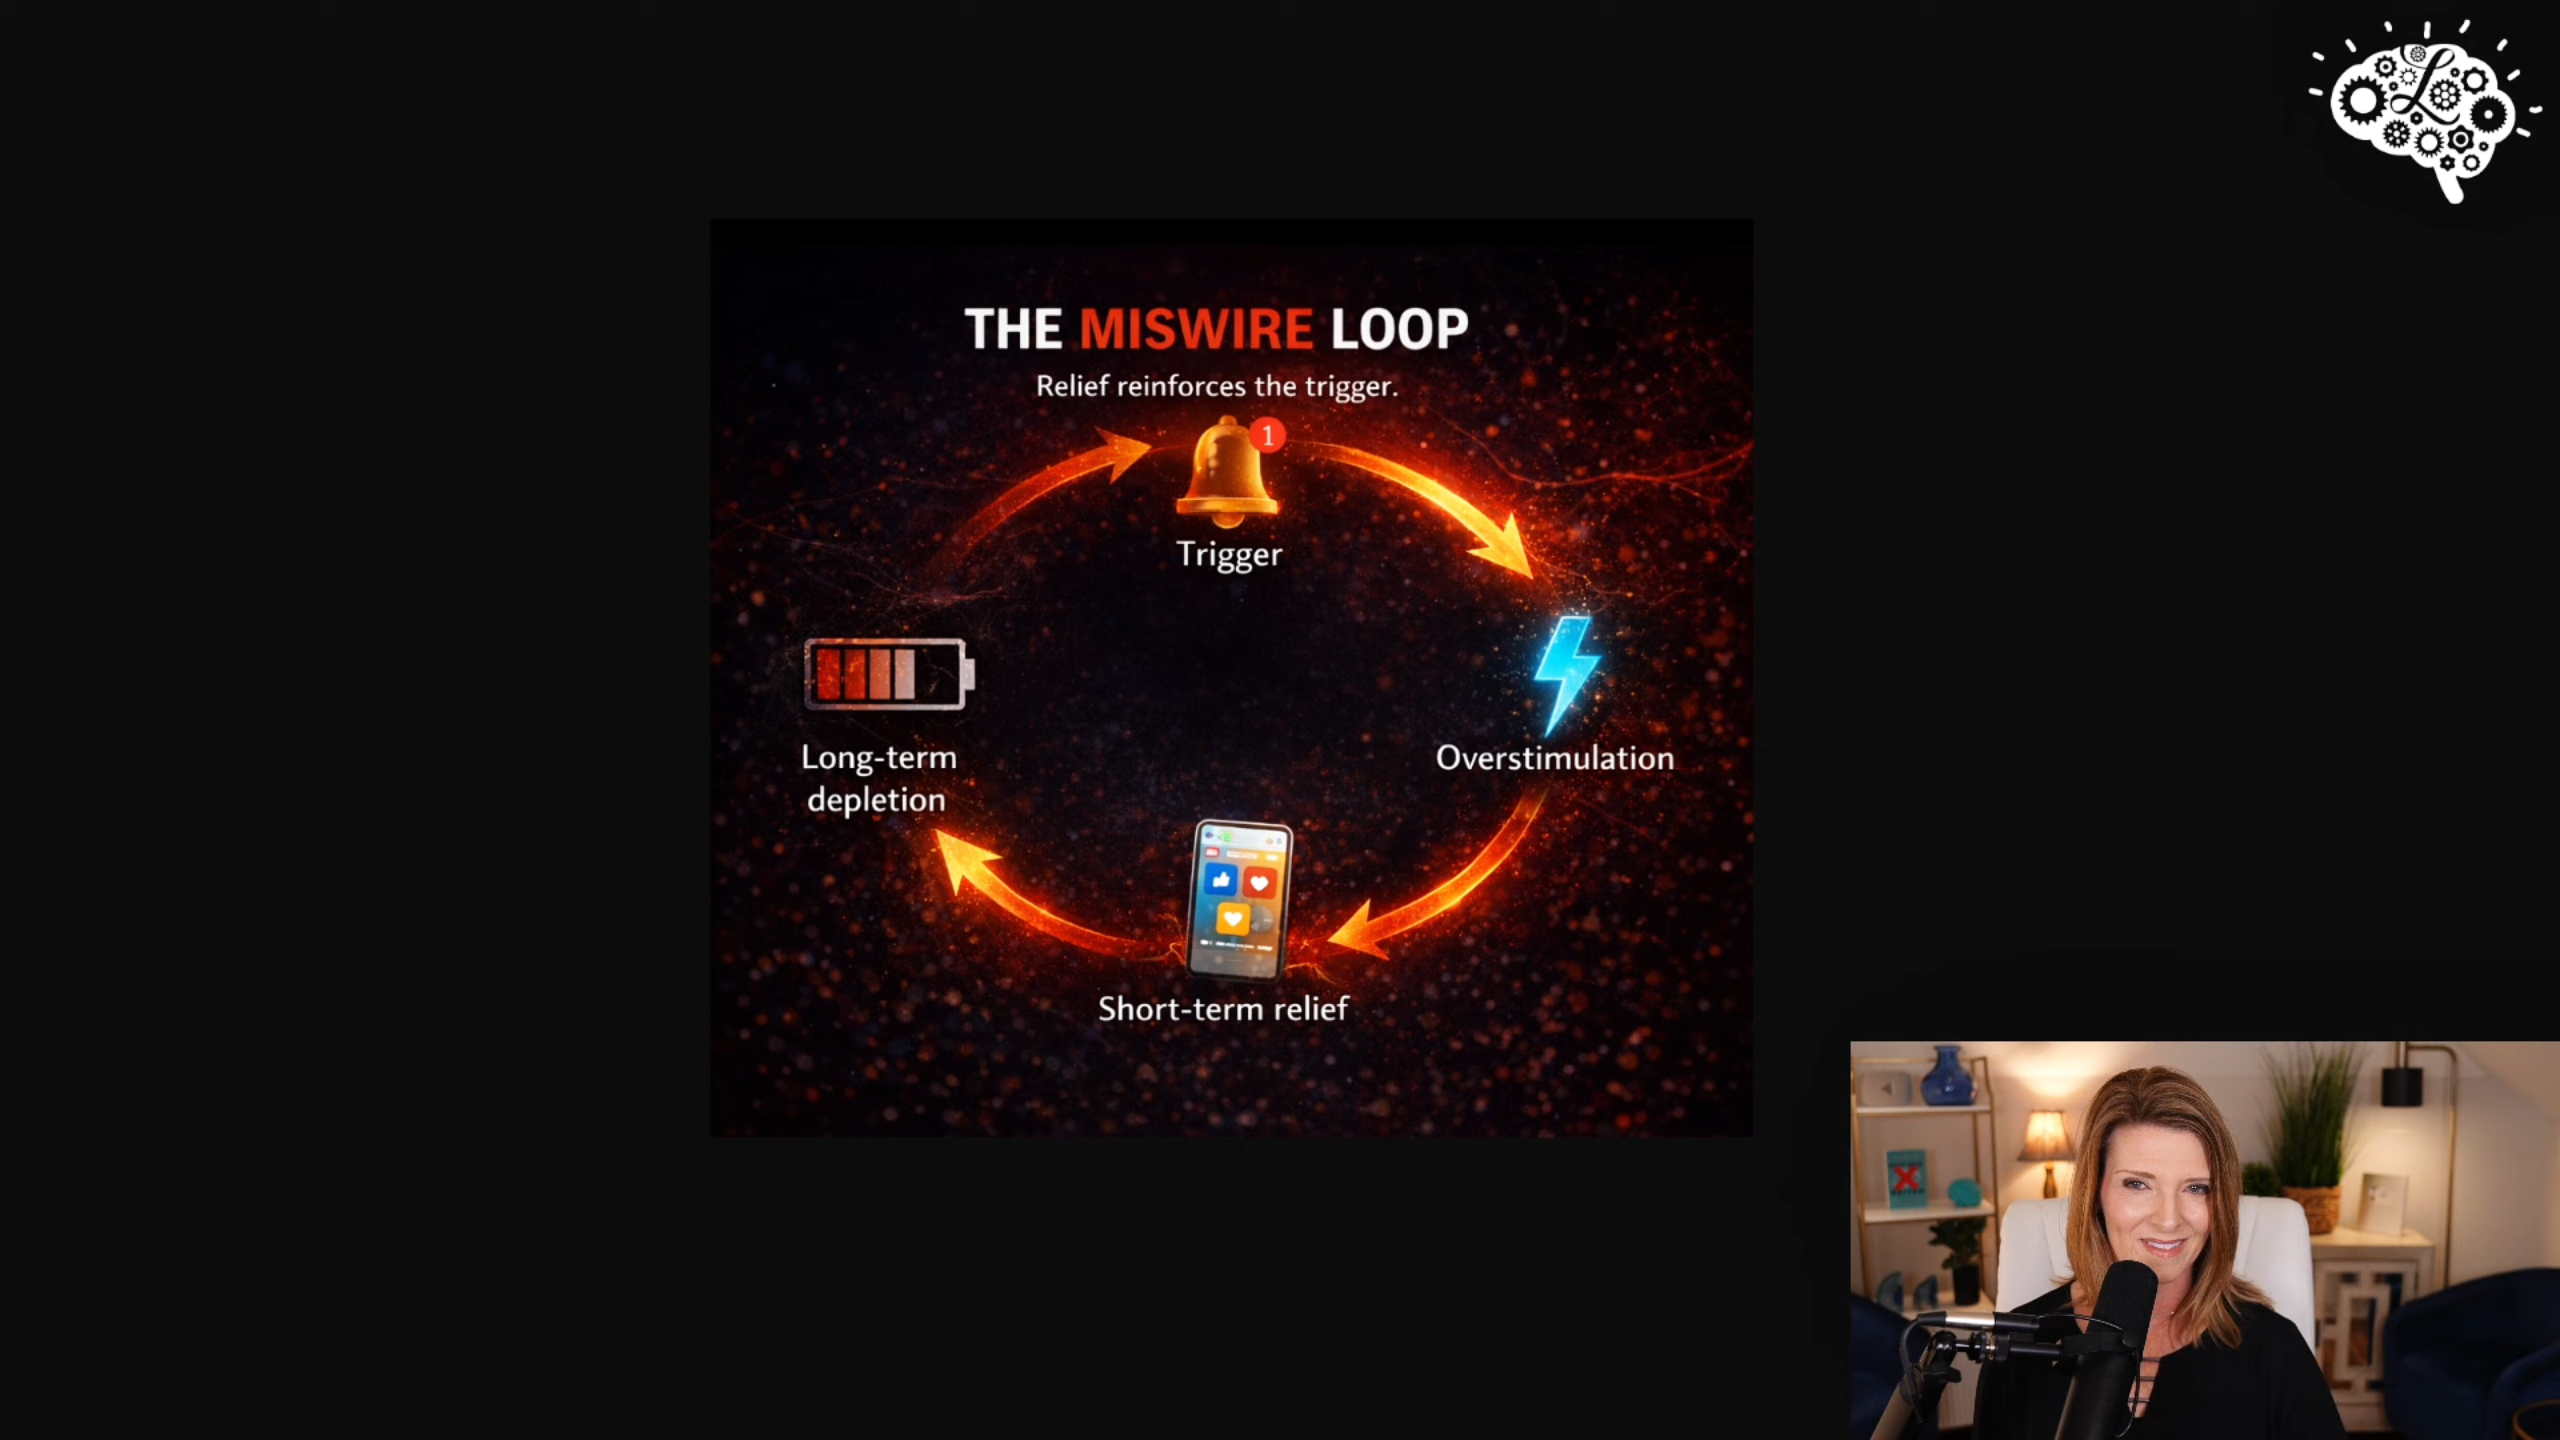 THE MISWIRE LOOP
Relief reinforces the trigger.
1
Trigger
Overstimulation
Long-term
depletion
Short-term relief
L
X